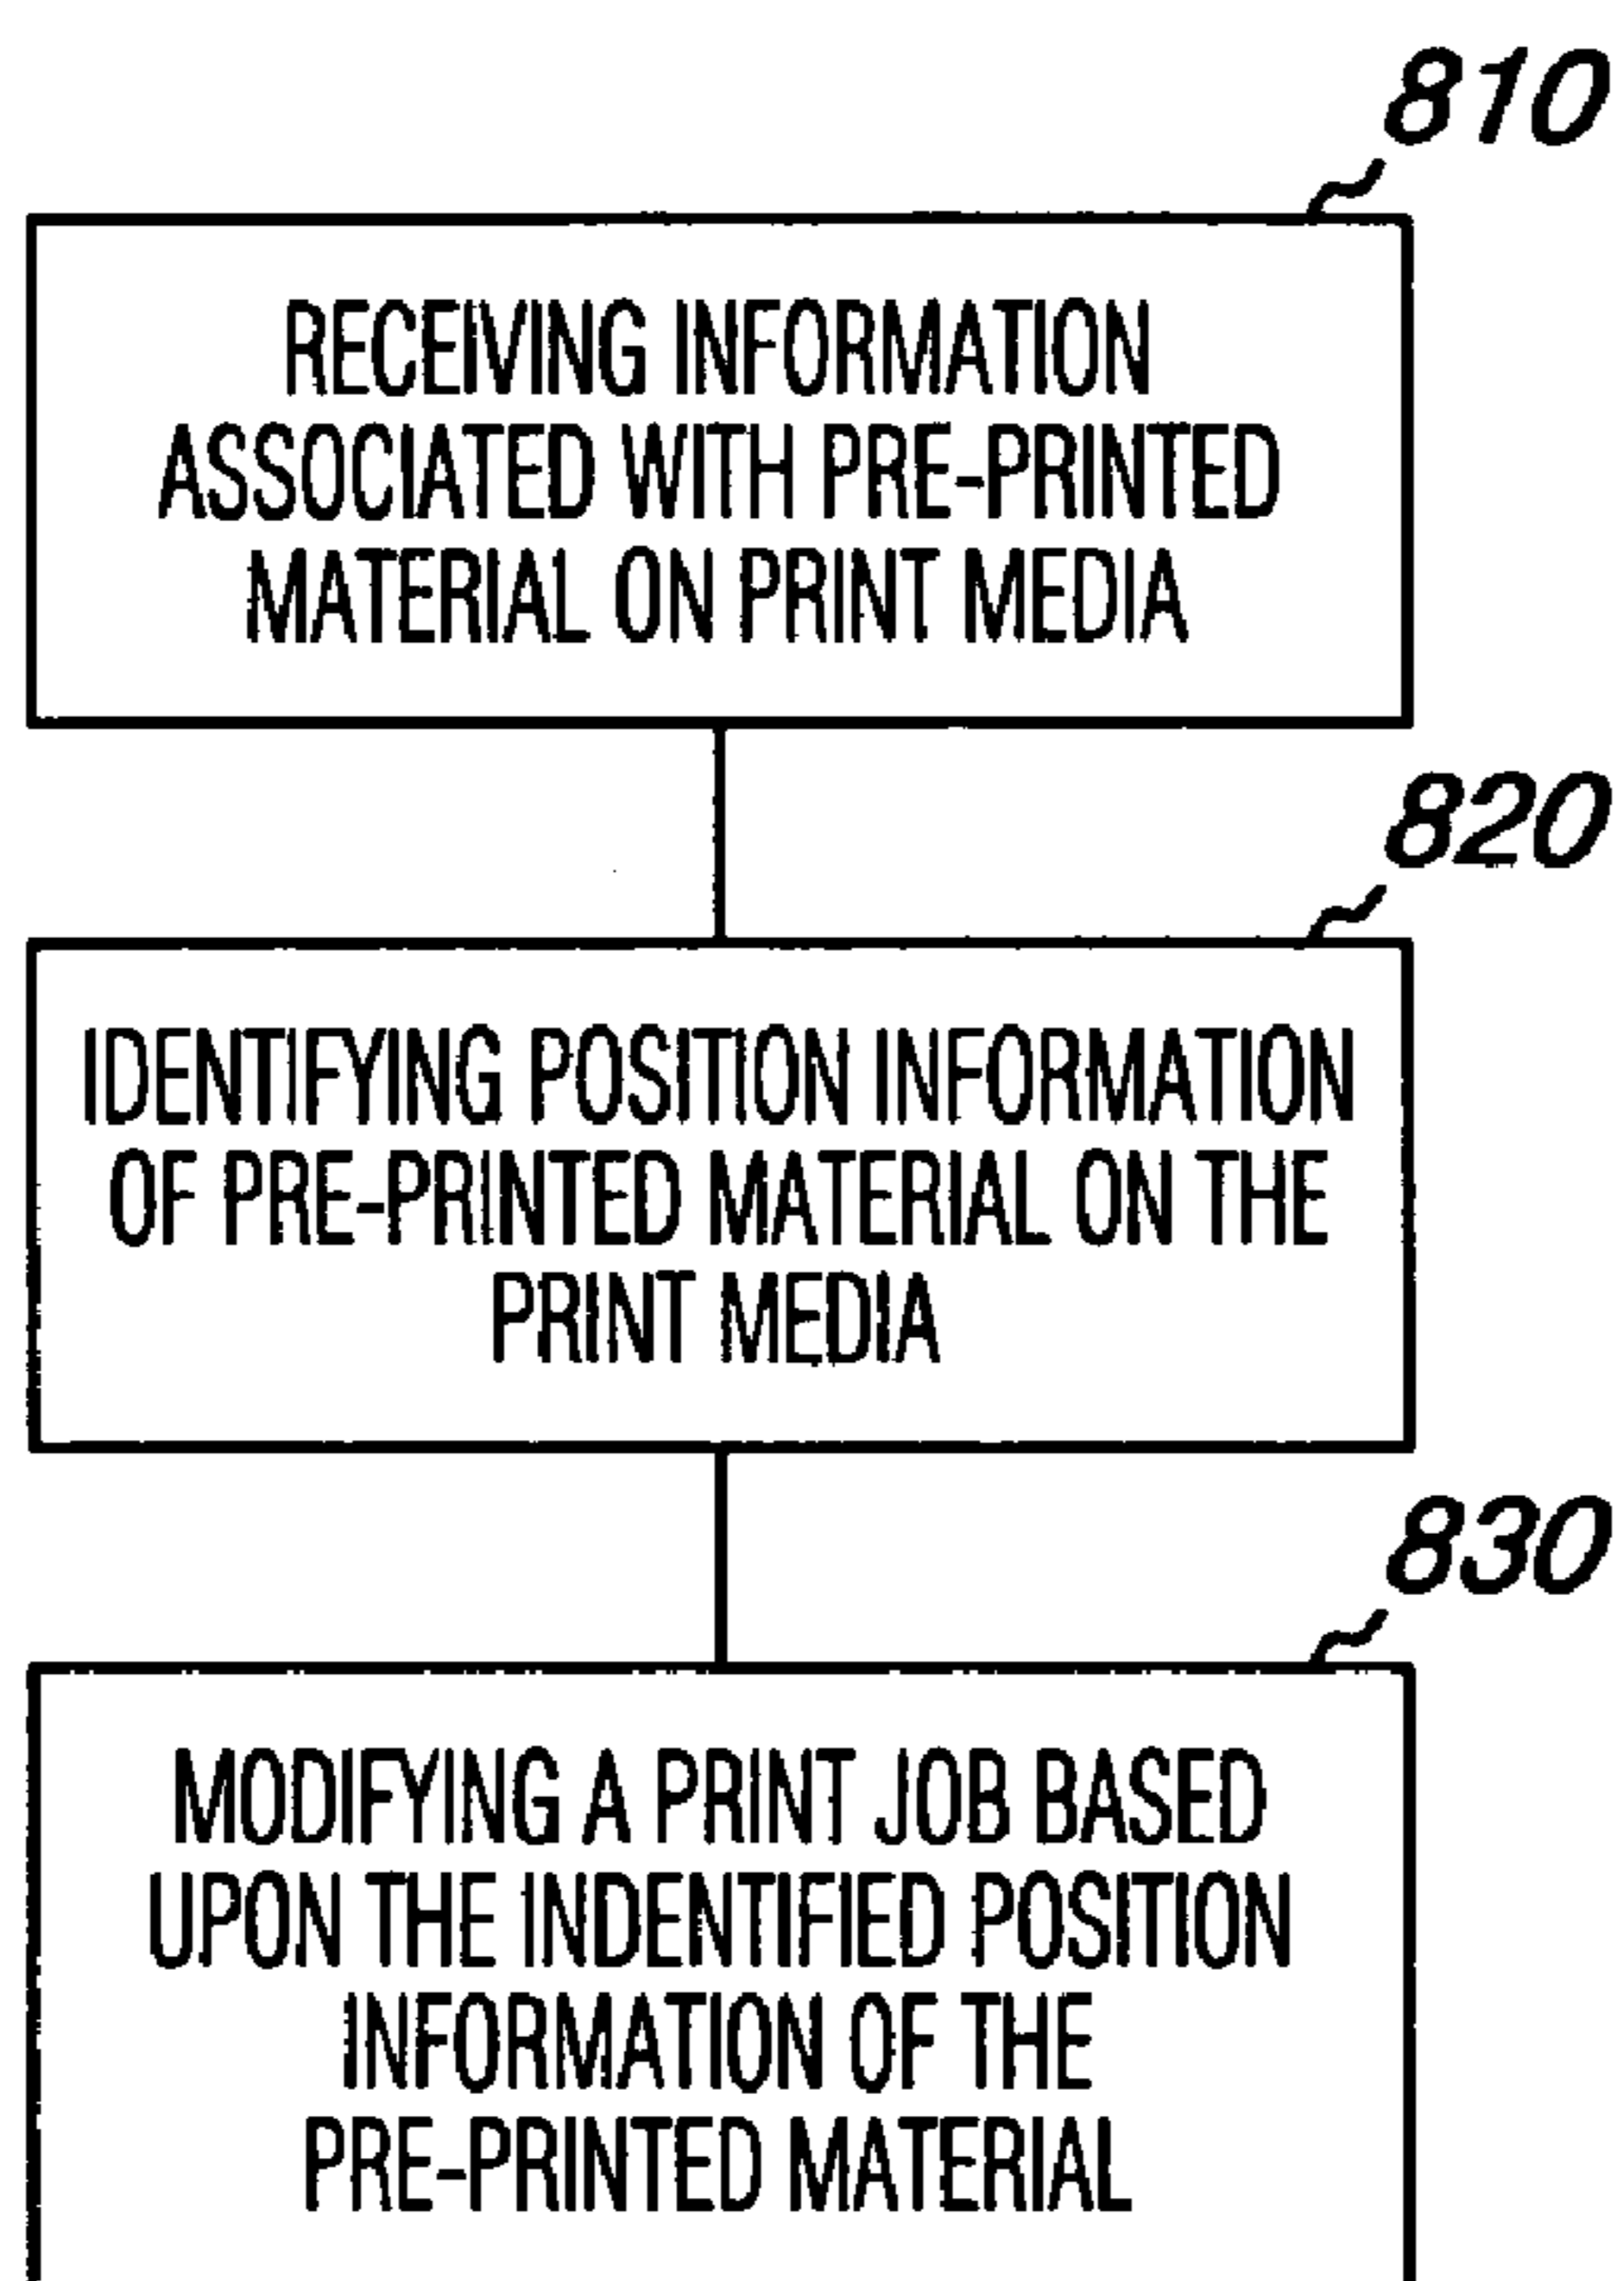 810
RECEIVING INFORMATION
ASSOCIATED WITH PRE-PRINTED
MATERIAL ON PRINT MEDIA
820
IDENTIFYING POSITION INFORMATION
OF PRE-PRINTED MATERIAL ON THE
PRINT MEDIA
830
MODIFYING A PRINT JOB BASED
UPON THE INDENTIFIED POSITION
INFORMATION OF THE
PRE-PRINTED MATERIAL